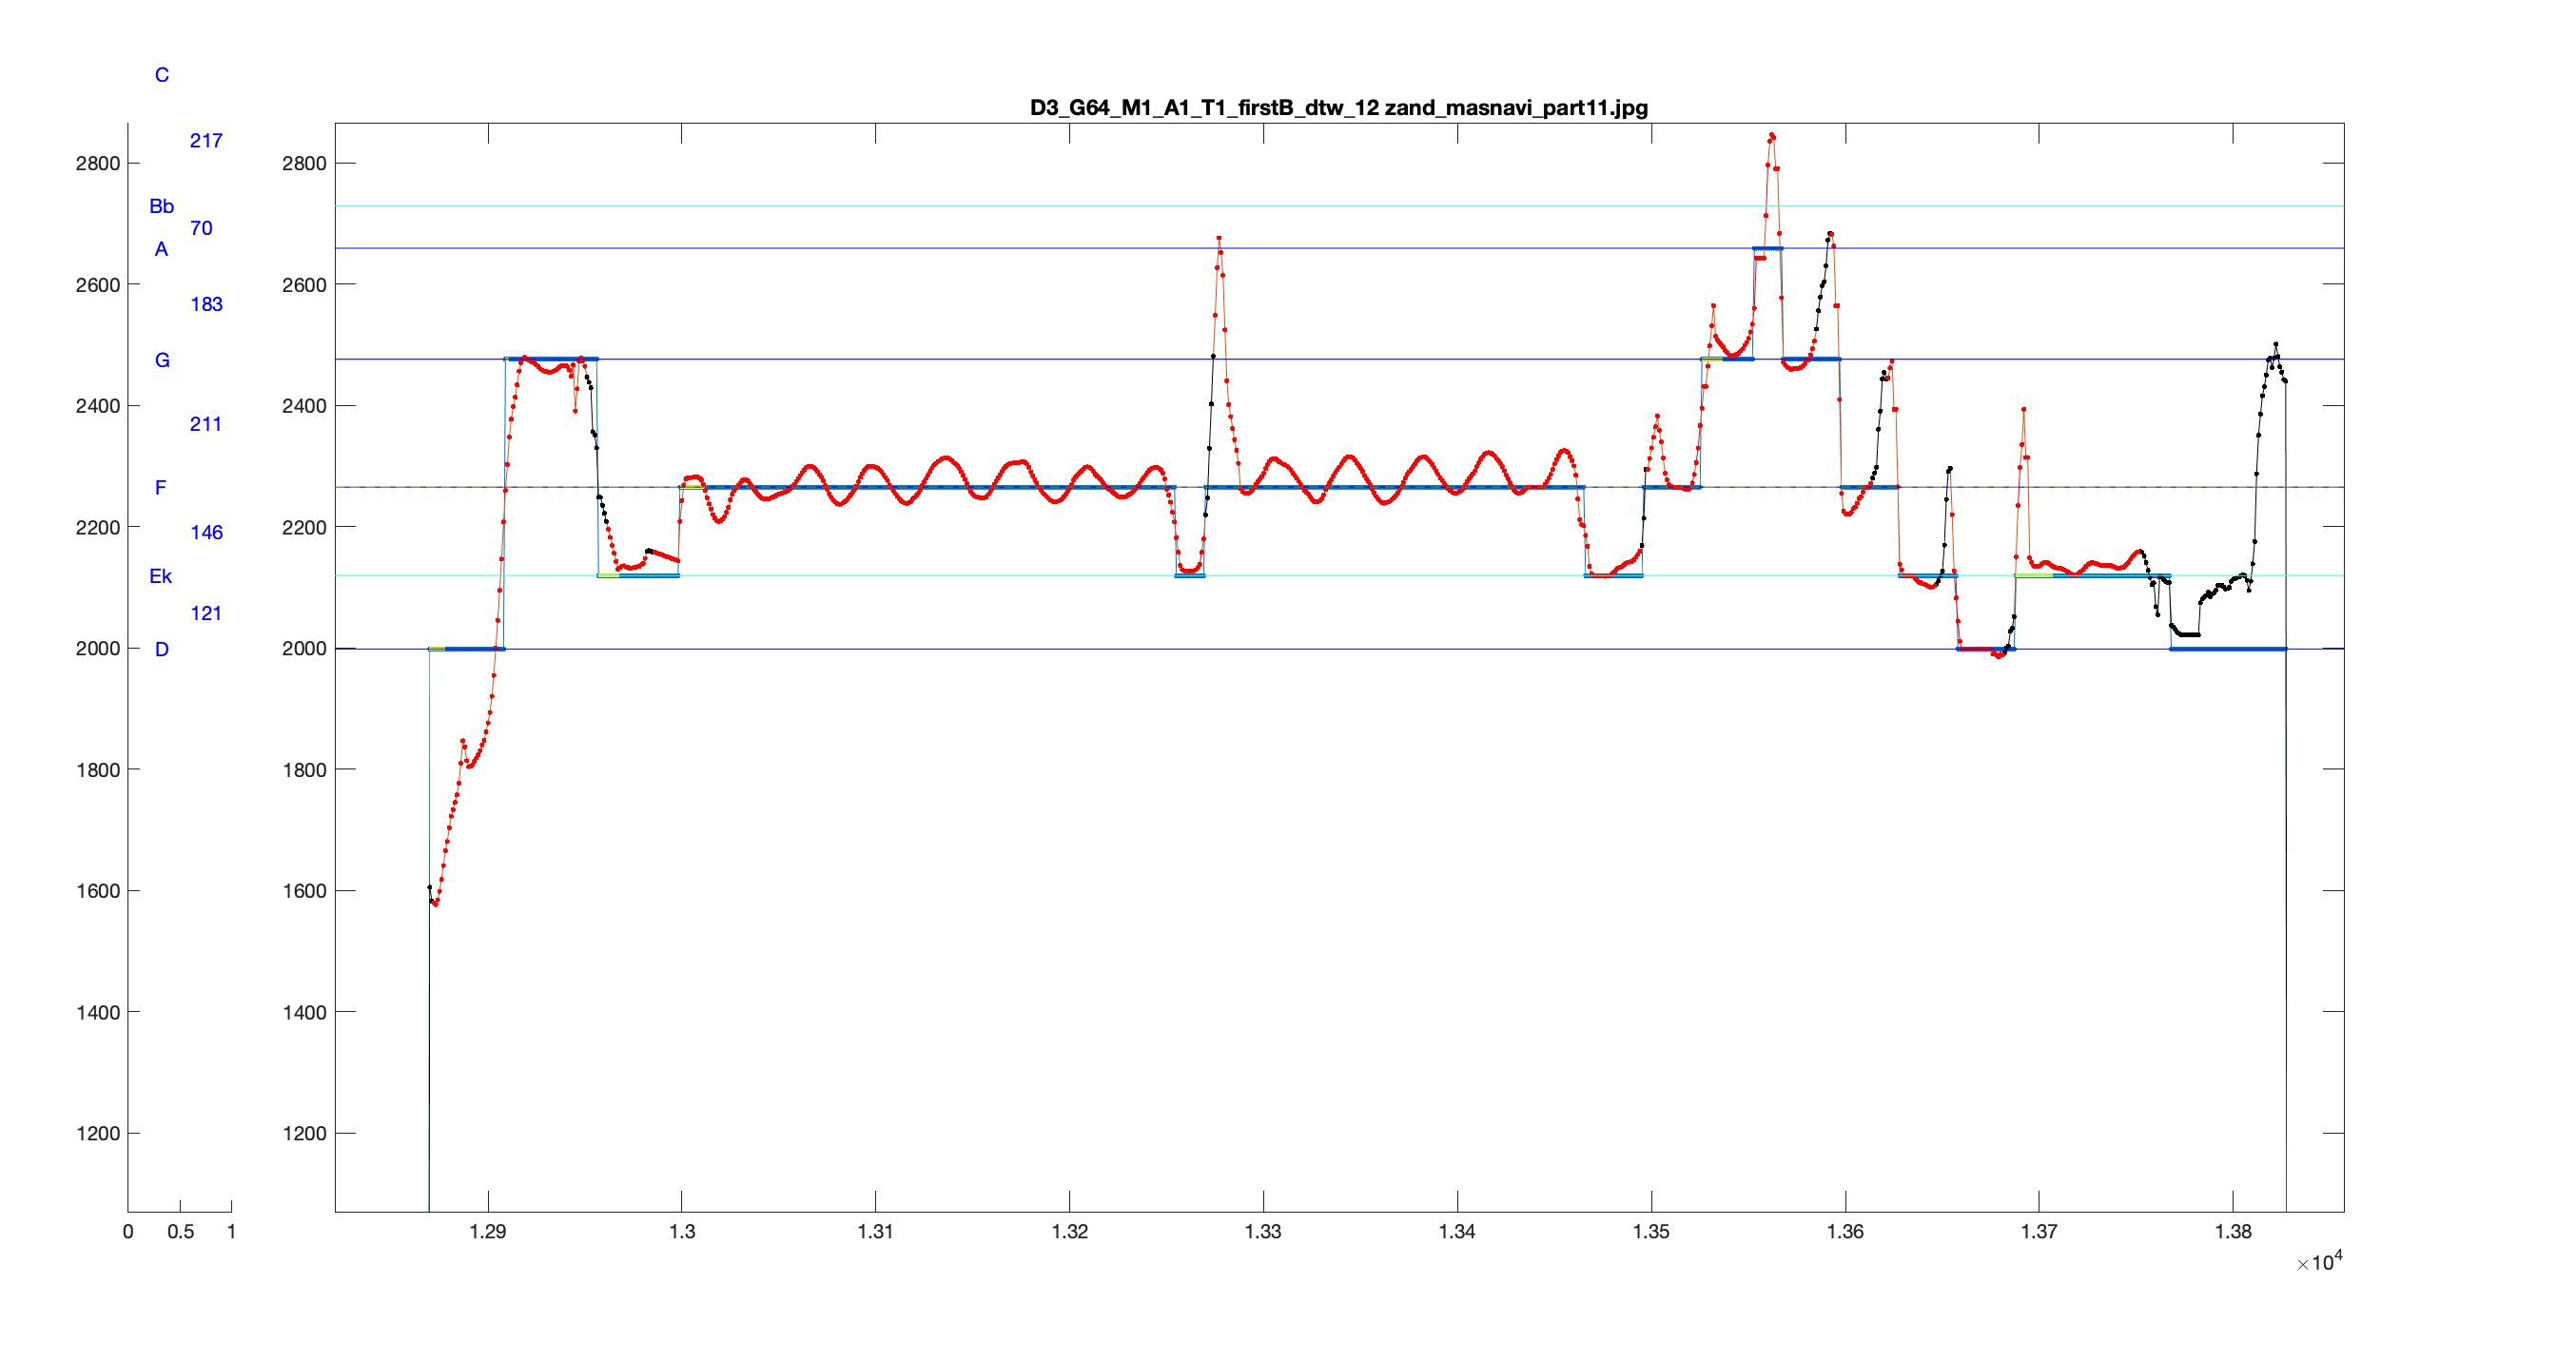 C
D3_G64_M1_A1_T1_firstB_dtw_12 zand_masnavi_part11.jpg
217
2800 2800
Bb
70
A
2600 2600
183
G
2400 2400
211
F
2200 2200
146
Ek
121
2000 D 2000
1800 1800
1600 1600
1400 1400
1200 1200
0 0.5 1 1.29 1.3 1.31 1.32 1.33 1.34 1.35 1.36 1.37 1.38
×10^4